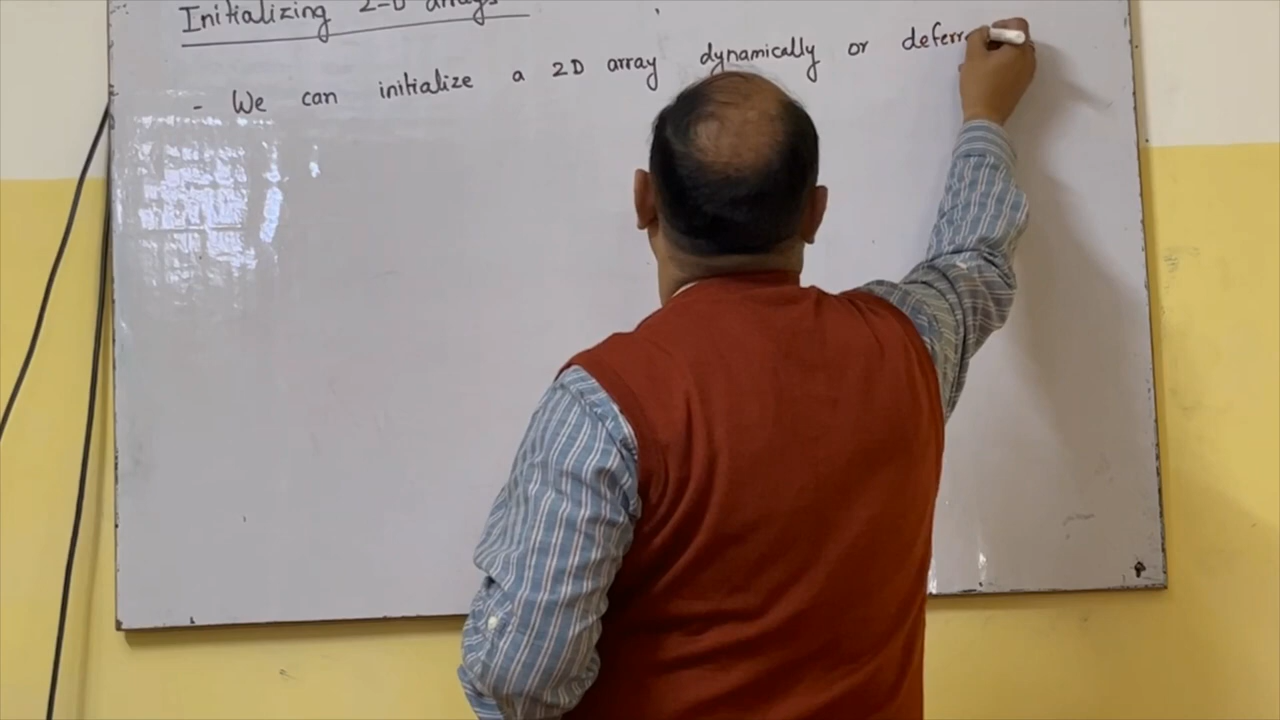 Initializing 2-D arrays
- We can initialize a 2D array dynamically or deferr